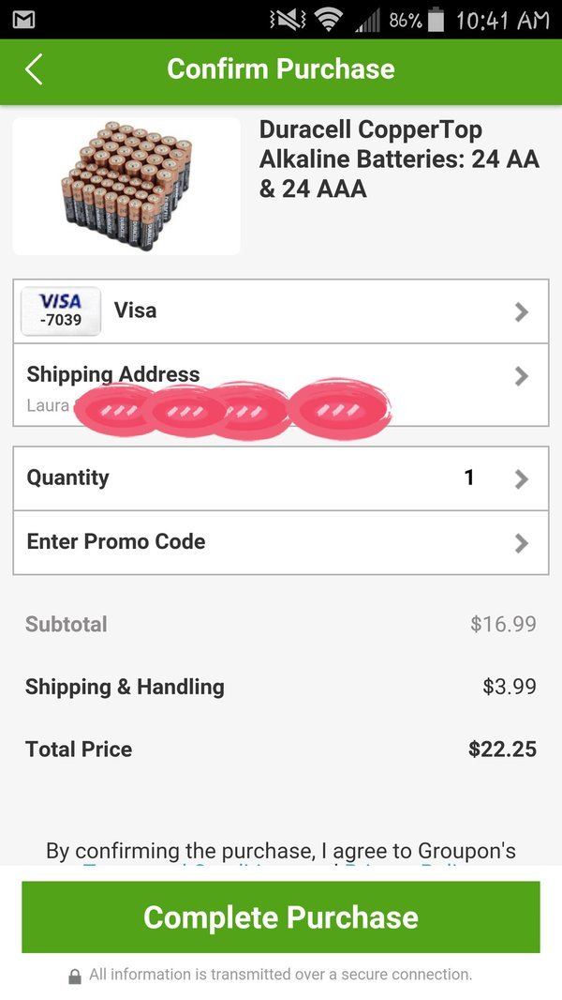 86% 10:41 AM
Confirm Purchase
Duracell CopperTop
Alkaline Batteries: 24 AA
& 24 AAA
VISA
-7039
Visa
Shipping Address
Laura
Quantity 1
Enter Promo Code
Subtotal $16.99
Shipping & Handling $3.99
Total Price $22.25
By confirming the purchase, I agree to Groupon's
Complete Purchase
All information is transmitted over a secure connection.